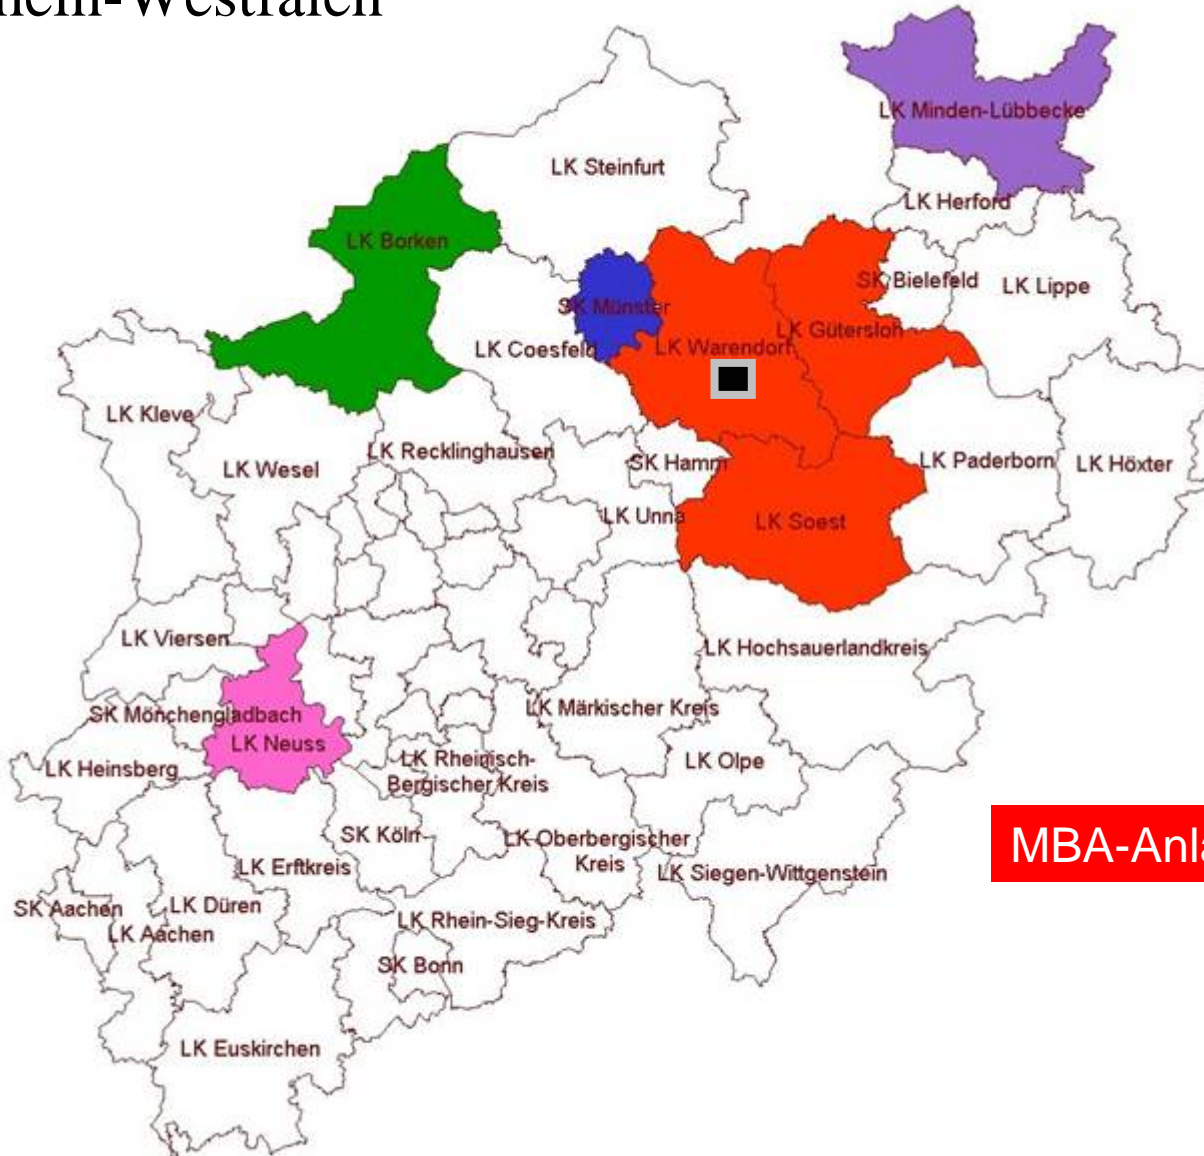 hein-Westfalen
LK Minden-Lübbecke
LK Steinfurt
LK Herford
LK Borken
SK Bielefeld
LK Lippe
SK Münster
LK Gütersloh
LK Coesfeld
LK Warendorf
LK Kleve
LK Recklinghausen
LK Wesel
SK Hamm
LK Paderborn
LK Höxter
LK Unna
LK Soest
LK Viersen
LK Hochsauerlandkreis
LK Märkischer Kreis
SK Mönchengladbach
LK Neuss
LK Heinsberg
LK Rheinisch-
Bergischer Kreis
LK Olpe
SK Köln
LK Oberbergischer
Kreis
MBA-Anla
LK Erftkreis
LK Siegen-Wittgenstein
SK Aachen
LK Düren
LK Aachen
LK Rhein-Sieg-Kreis
SK Bonn
LK Euskirchen